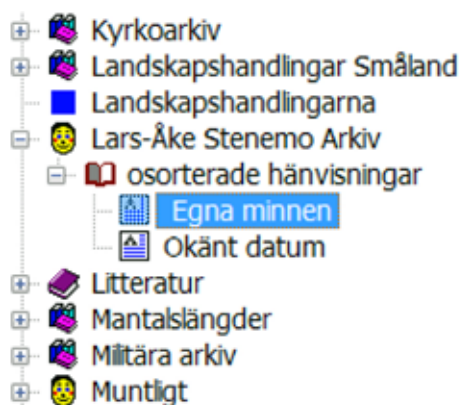 Kyrkoarkiv
Landskapshandlingar Småland
Landskapshandlingarna
Lars-Åke Stenemo Arkiv
osorterade hänvisningar
Egna minnen
Okänt datum
Litteratur
Mantalslängder
Militära arkiv
Muntligt